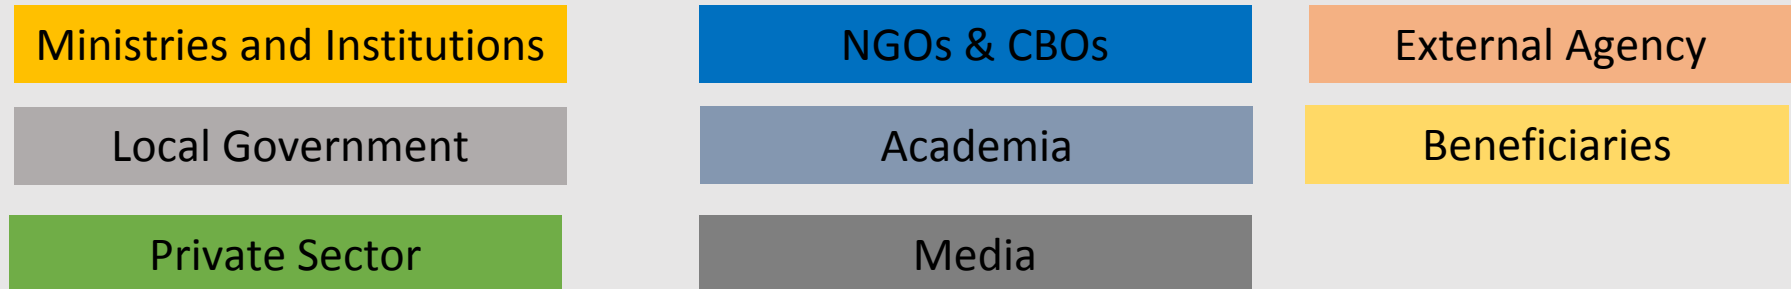 Ministries and Institutions
NGOs & CBOs
External Agency
Local Government
Academia
Beneficiaries
Private Sector
Media